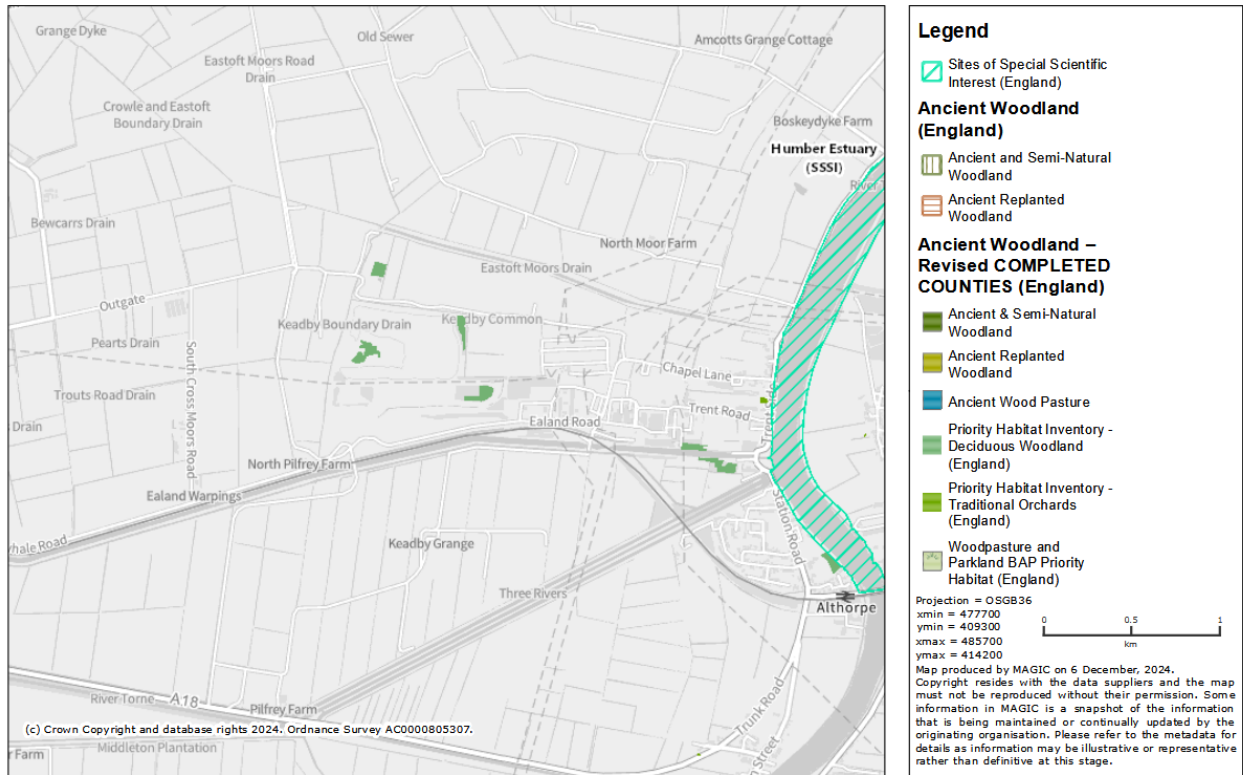 Grange Dyke
Old Sewer
Amcotts Grange Cottage
Eastoft Moors Road
Drain
Crowle and Eastoft
Boundary Drain
Boskeydyke Farm
Humber Estuary
(SSSI)
River T
Bewcarrs Drain
North Moor Farm
Eastoft Moors Drain
Outgate
Keadby Boundary Drain
Keadby Common
Pearts Drain
South Cross Moors Road
Chapel Lane
Trouts Road Drain
Trent Road
Trent Side
s Drain
Ealand Road
North Pilfrey Farm
Ealand Warpings
Station Road
yhale Road
Keadby Grange
Three Rivers
Althorpe
River Torne
A18
Pilfrey Farm
Trunk Road
(c) Crown Copyright and database rights 2024. Ordnance Survey AC0000805307.
Middleton Plantation
r Farm
n Street
Legend
Sites of Special Scientific
Interest (England)
Ancient Woodland
(England)
Ancient and Semi-Natural
Woodland
Ancient Replanted
Woodland
Ancient Woodland –
Revised COMPLETED
COUNTIES (England)
Ancient & Semi-Natural
Woodland
Ancient Replanted
Woodland
Ancient Wood Pasture
Priority Habitat Inventory -
Deciduous Woodland
(England)
Priority Habitat Inventory -
Traditional Orchards
(England)
Woodpasture and
Parkland BAP Priority
Habitat (England)
Projection = OSGB36
xmin = 477700
ymin = 409300
xmax = 485700
ymax = 414200
0 0.5 1
km
Map produced by MAGIC on 6 December, 2024.
Copyright resides with the data suppliers and the map
must not be reproduced without their permission. Some
information in MAGIC is a snapshot of the information
that is being maintained or continually updated by the
originating organisation. Please refer to the metadata for
details as information may be illustrative or representative
rather than definitive at this stage.